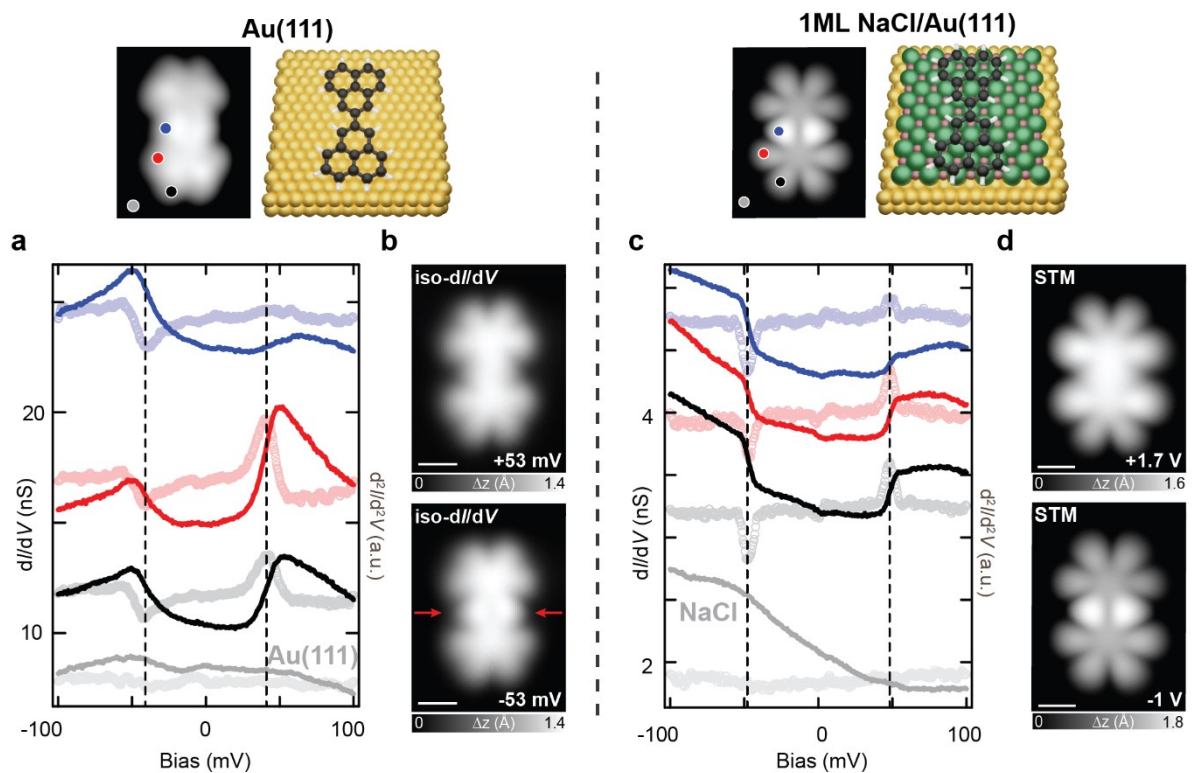 Au(111)
1ML NaCl/Au(111)
a
b
c
d
dI/dV (nS)
20
10
Au(111)
d²I/d²V (a.u.)
-100
0
100
Bias (mV)
iso-dI/dV
+53 mV
0
Δz (Å)
1.4
iso-dI/dV
-53 mV
0
Δz (Å)
1.4
dI/dV (nS)
4
2
NaCl
d²I/d²V (a.u.)
-100
0
100
Bias (mV)
STM
+1.7 V
0
Δz (Å)
1.6
STM
-1 V
0
Δz (Å)
1.8